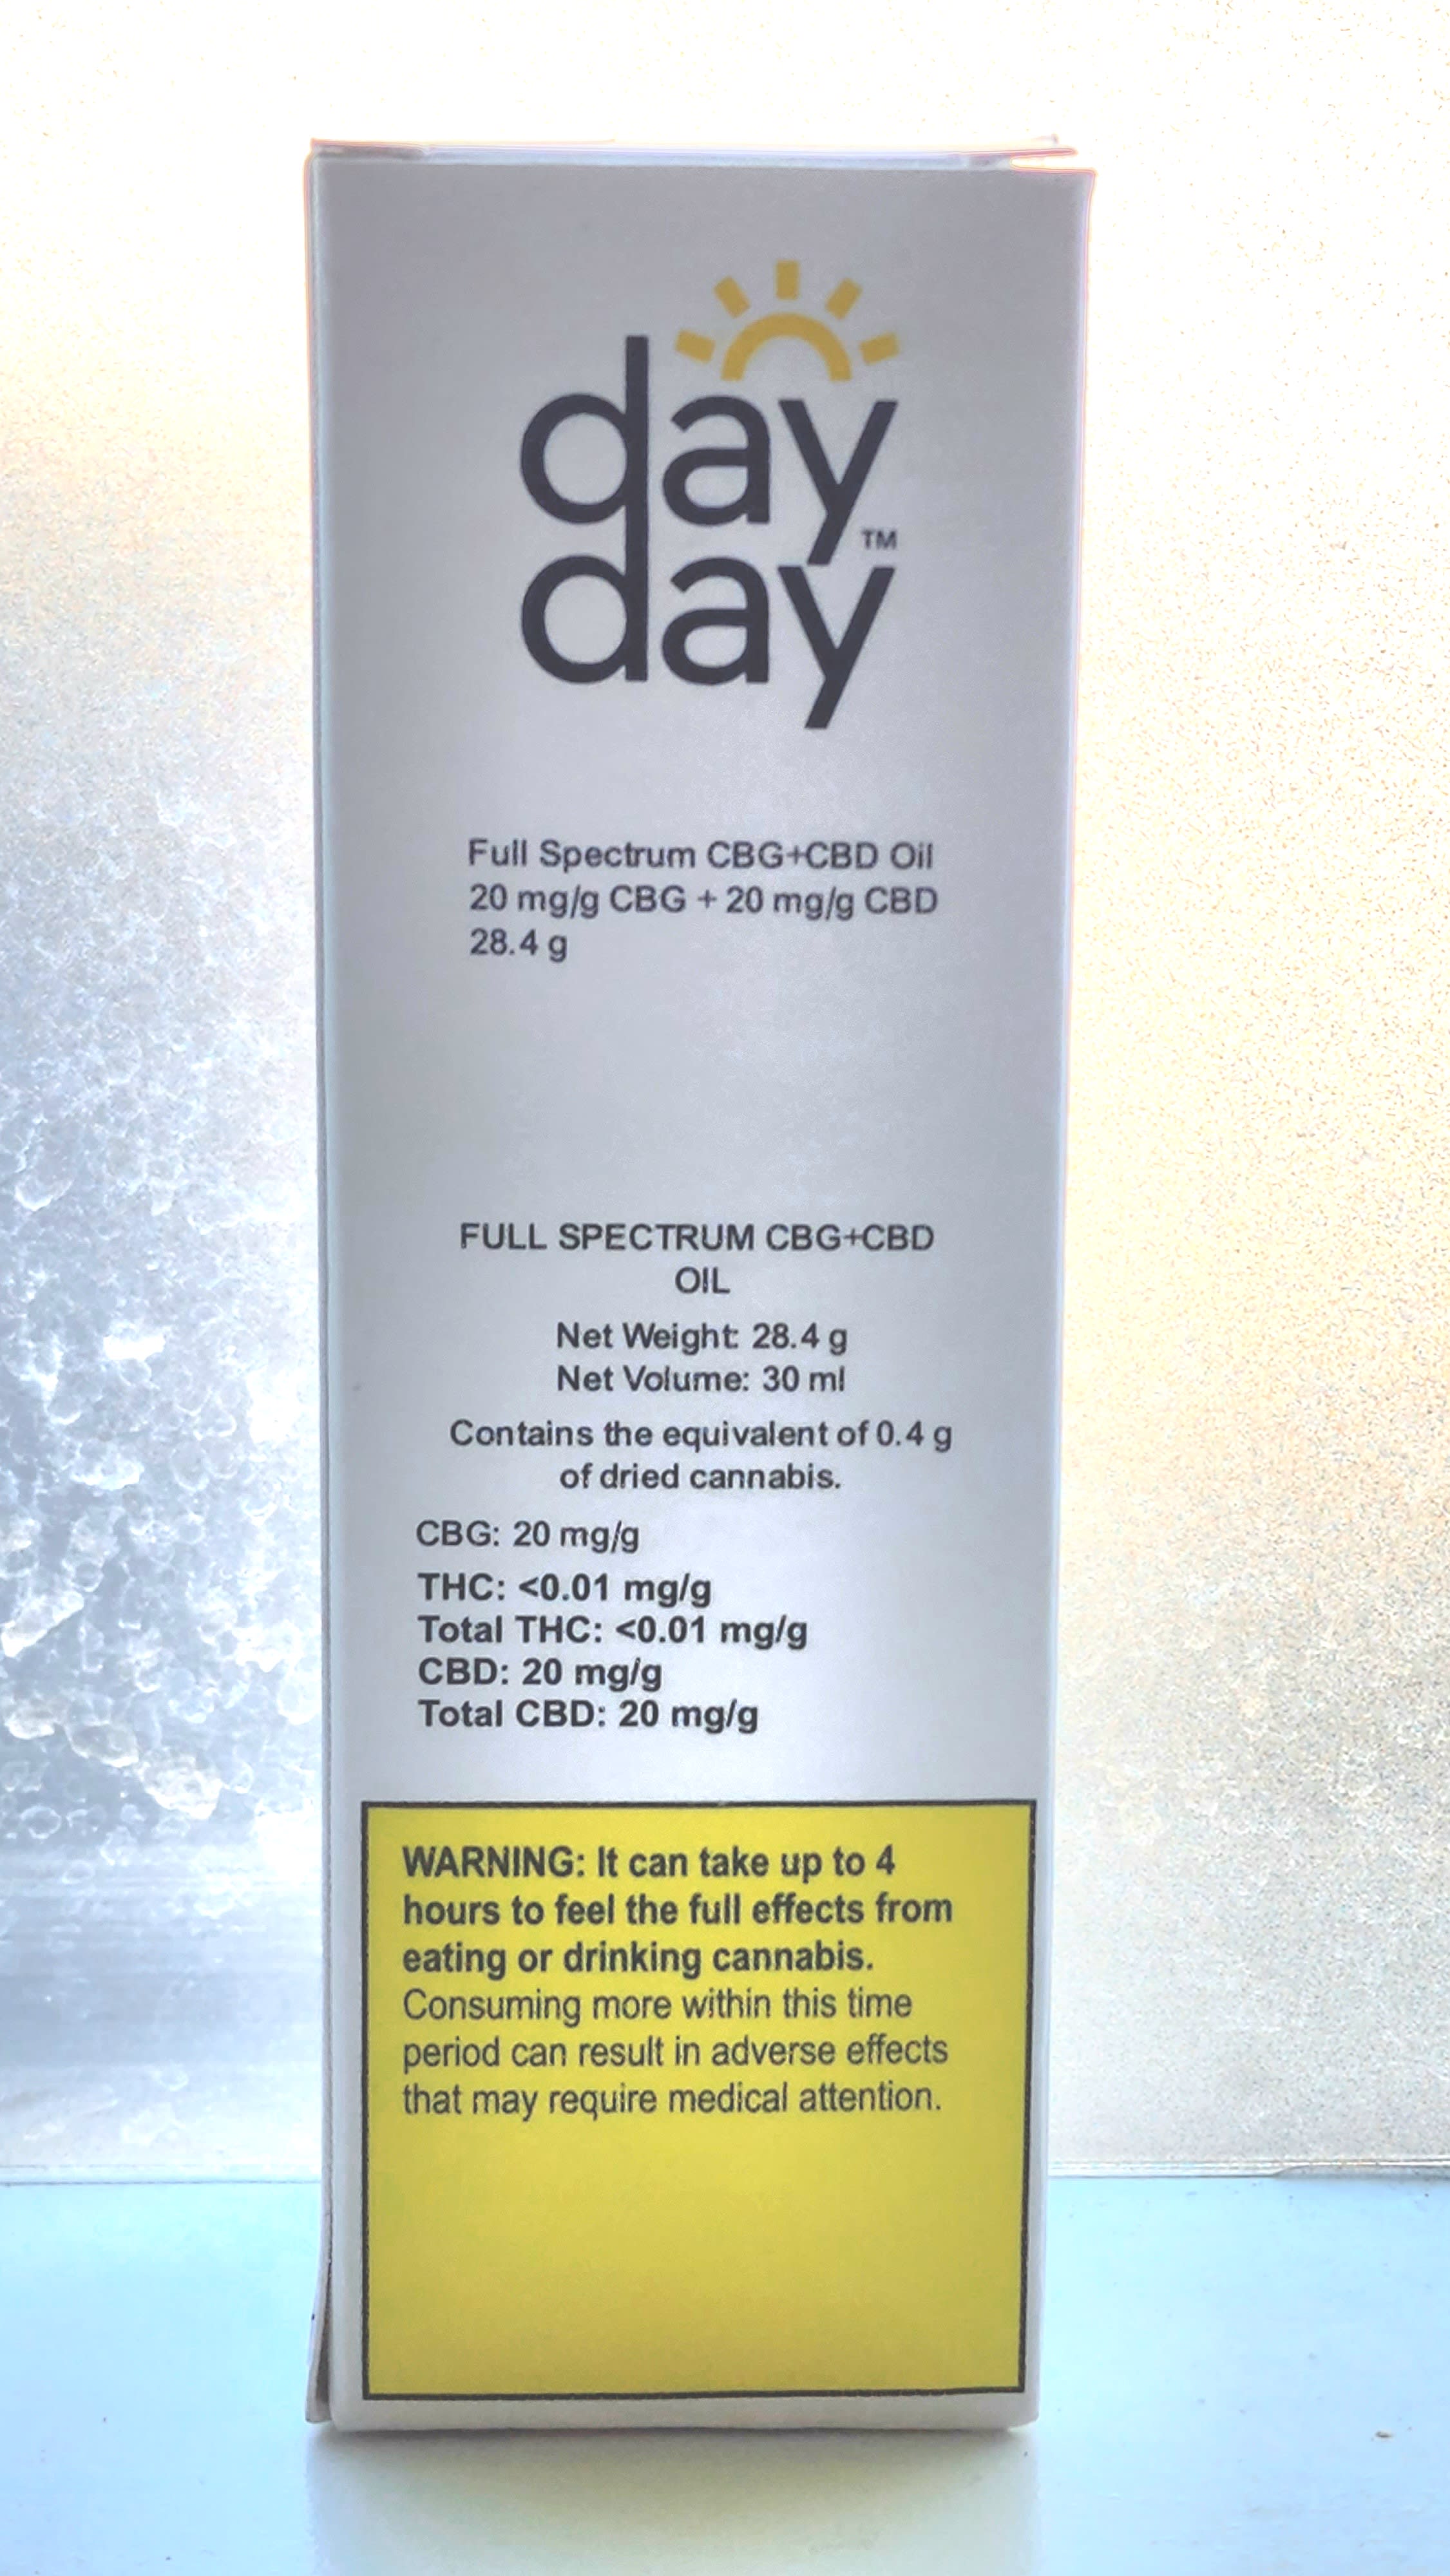 day
day™
Full Spectrum CBG+CBD Oil
20 mg/g CBG + 20 mg/g CBD
28.4 g
FULL SPECTRUM CBG+CBD
OIL
Net Weight: 28.4 g
Net Volume: 30 ml
Contains the equivalent of 0.4 g
of dried cannabis.
CBG: 20 mg/g
THC: <0.01 mg/g
Total THC: <0.01 mg/g
CBD: 20 mg/g
Total CBD: 20 mg/g
WARNING: It can take up to 4
hours to feel the full effects from
eating or drinking cannabis.
Consuming more within this time
period can result in adverse effects
that may require medical attention.